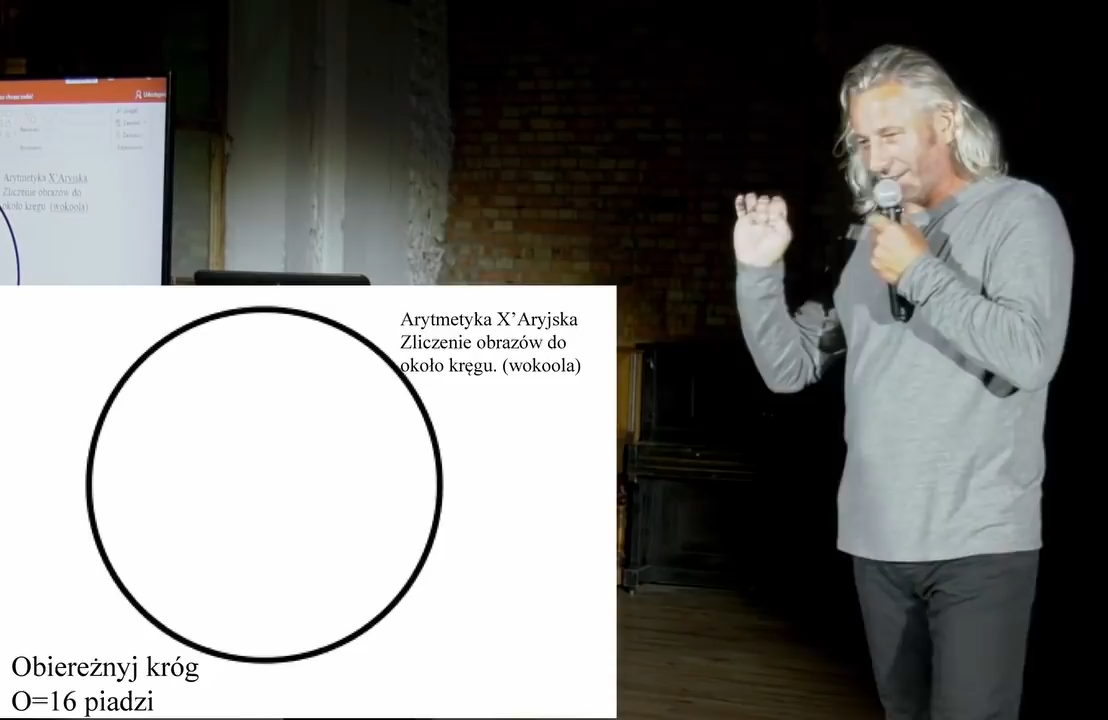 Arytmetyka X'Aryjska
Zliczenie obrazów do
około kręgu (wokoola)
Arytmetyka X’Aryjska
Zliczenie obrazów do
około kręgu. (wokoola)
Obiereżnyj króg
O=16 piadzi